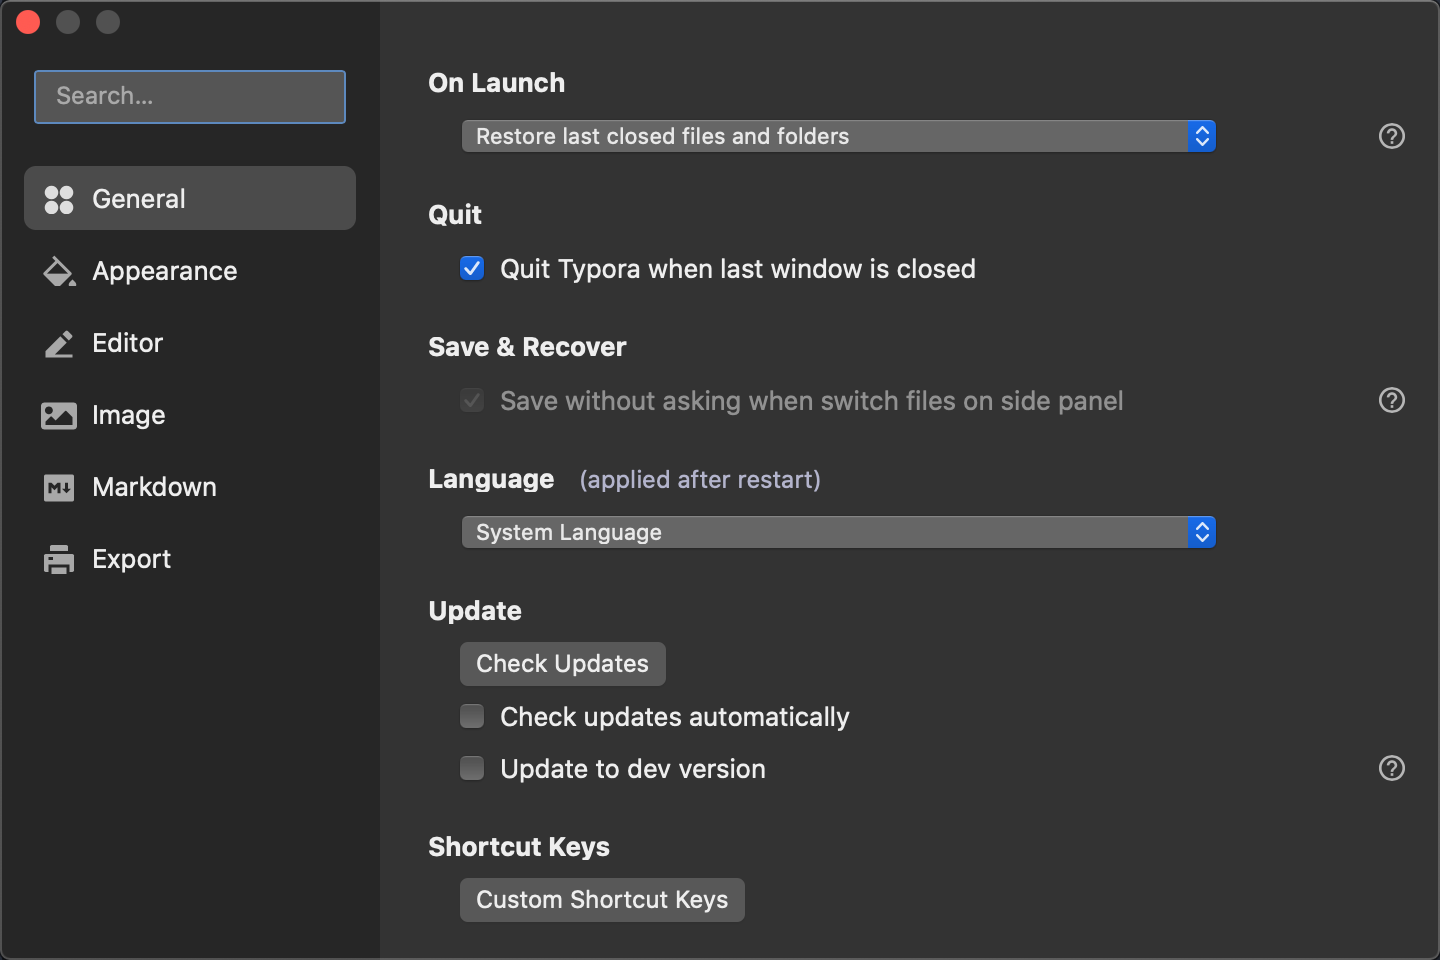 Search...
General
Appearance
Editor
Image
M↓ Markdown
Export
On Launch
Restore last closed files and folders
Quit
Quit Typora when last window is closed
Save & Recover
Save without asking when switch files on side panel
Language (applied after restart)
System Language
Update
Check Updates
Check updates automatically
Update to dev version
Shortcut Keys
Custom Shortcut Keys